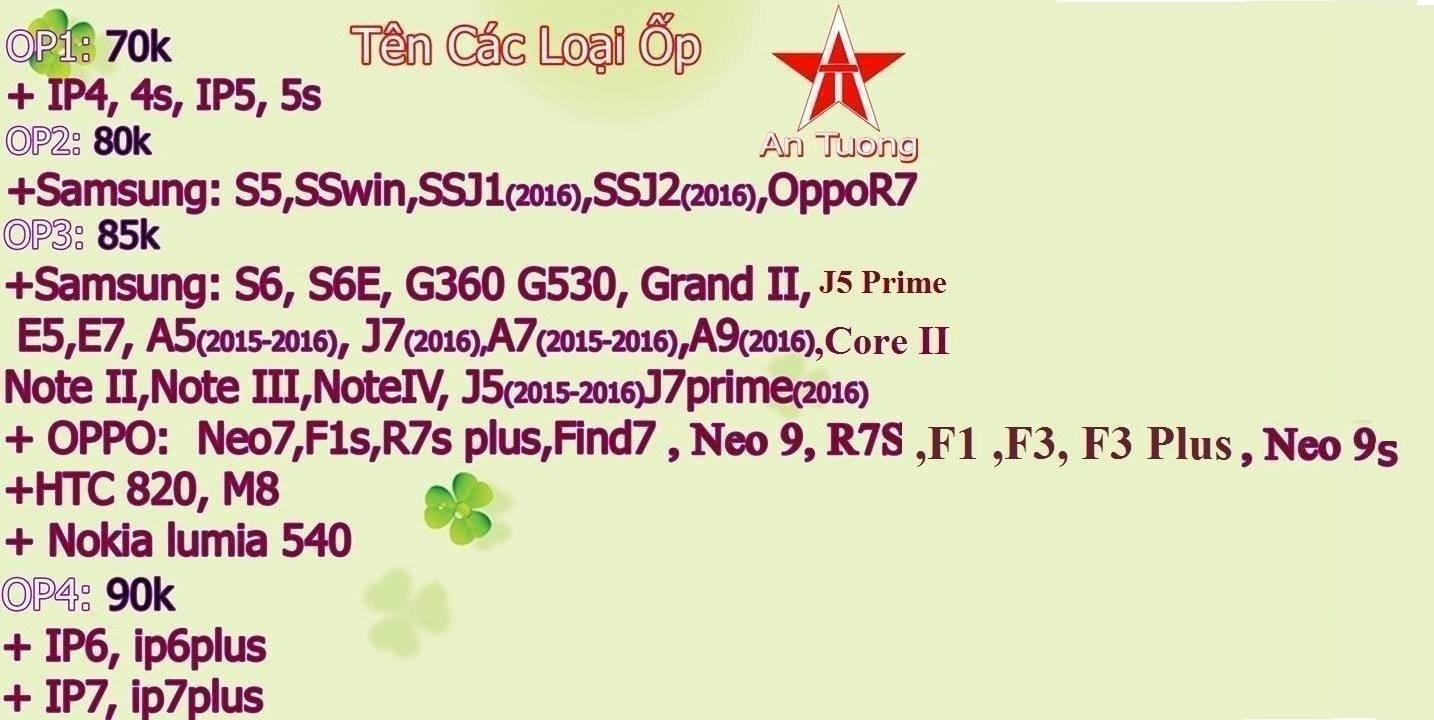 Tên Các Loại Ốp
An Tuong
OP1: 70k
+ IP4, 4s, IP5, 5s
OP2: 80k
+Samsung: S5,SSwin,SSJ1(2016),SSJ2(2016),OppoR7
OP3: 85k
+Samsung: S6, S6E, G360 G530, Grand II, J5 Prime
E5,E7, A5(2015-2016), J7(2016),A7(2015-2016),A9(2016),Core II
Note II,Note III,NoteIV, J5(2015-2016)J7prime(2016)
+ OPPO: Neo7,F1s,R7s plus,Find7 , Neo 9, R7S ,F1 ,F3, F3 Plus , Neo 9s
+HTC 820, M8
+ Nokia lumia 540
OP4: 90k
+ IP6, ip6plus
+ IP7, ip7plus